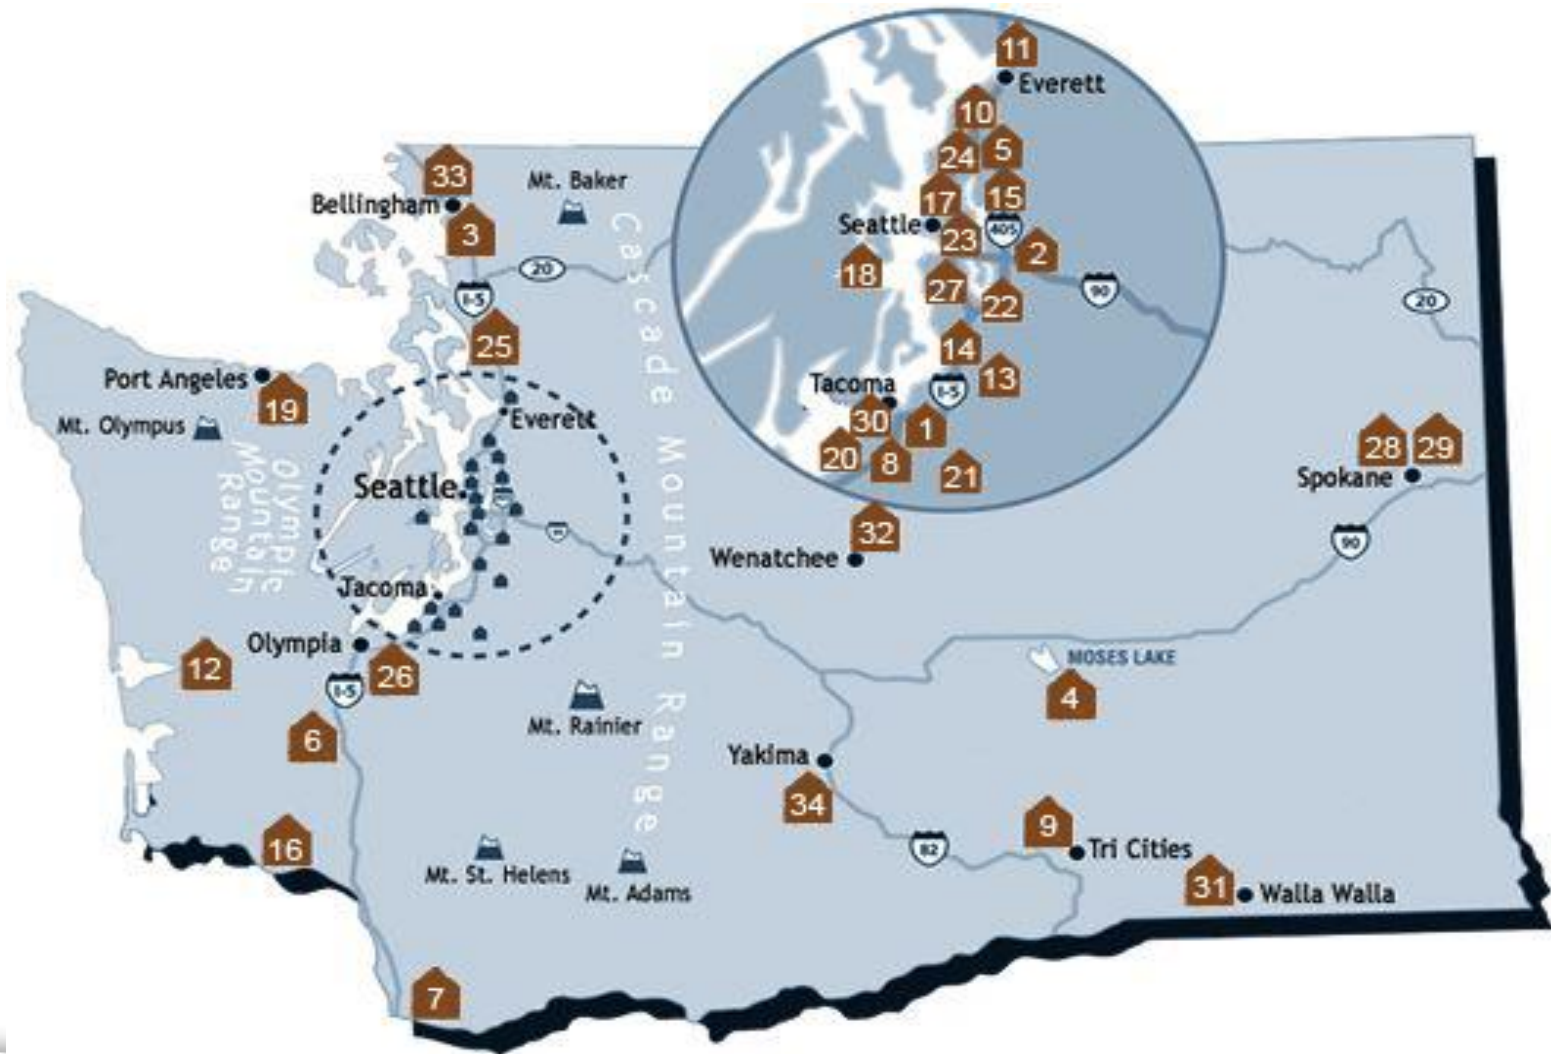 11
Everett
10
24
5
17
15
Seattle
23
405
2
18
27
22
90
14
13
Tacoma
I-5
30
1
20
8
21
33
Bellingham
3
Mt. Baker
20
I-5
25
Cascade Mountain Range
20
Port Angeles
19
Mt. Olympus
Olympic
Mountain
Range
Everett
Seattle
Tacoma
Olympia
12
26
I-5
6
16
7
Mt. Rainier
Mt. St. Helens
Mt. Adams
32
Wenatchee
28
29
Spokane
90
MOSES LAKE
4
Yakima
34
82
9
Tri Cities
31
Walla Walla